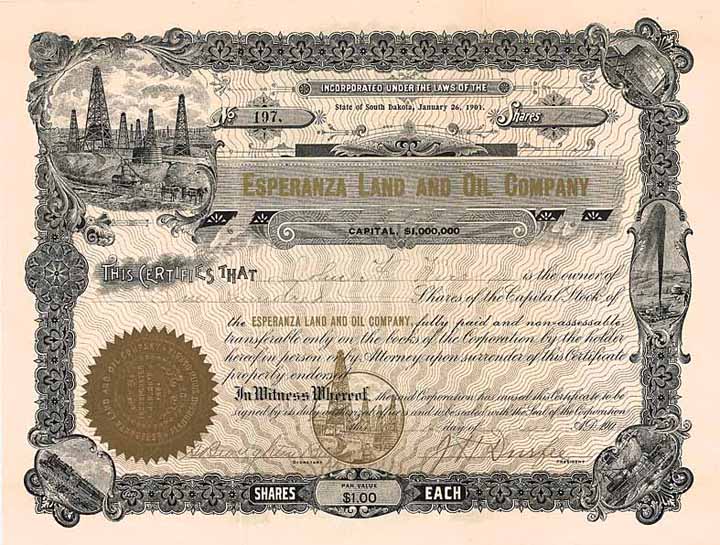 INCORPORATED UNDER THE LAWS OF THE
State of South Dakota, January 26, 1901.
No 197. Shares
ESPERANZA LAND AND OIL COMPANY
CAPITAL, $1,000,000
THIS CERTIFIES THAT is the owner of
hundred Shares of the Capital Stock of
the ESPERANZA LAND AND OIL COMPANY, fully paid and non-assessable,
transferable only on the books of the Corporation by the holder
hereof in person or by Attorney upon surrender of this Certificate
properly endorsed.
In Witness Whereof, the said Corporation has caused this Certificate to be
signed by its duly authorized officers and to be sealed with the Seal of the Corporation
this day of A.D. 190
SECRETARY PRESIDENT
SHARES PAR VALUE $1.00 EACH